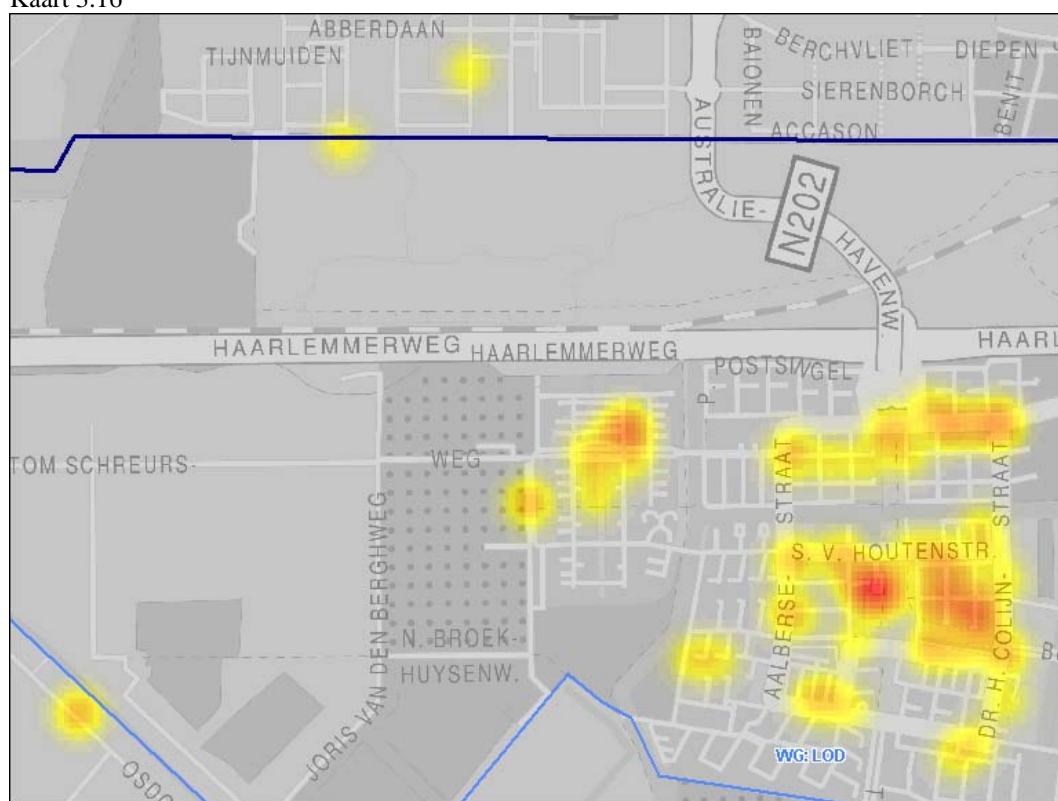 Kaart 3.16
ABBERDAAN
TIJNMUIDEN
BAIONEN
BERCHVLIET
DIEPEN
SIERENBORCH
BENIT
ACCASON
AUSTRALIE-
N202
HAVENW.
HAARLEMMERWEG
HAARLEMMERWEG
HAARL
POSTSINGEL
P.
TOM SCHREURS-
WEG
STRAAT
STRAAT
S. V. HOUTENSTR.
JORIS VAN DEN BERGHWEG
N. BROEK-
HUYSENW.
AALBERSE-
DR. H. COLIJN-
WG: LOD
OSDO